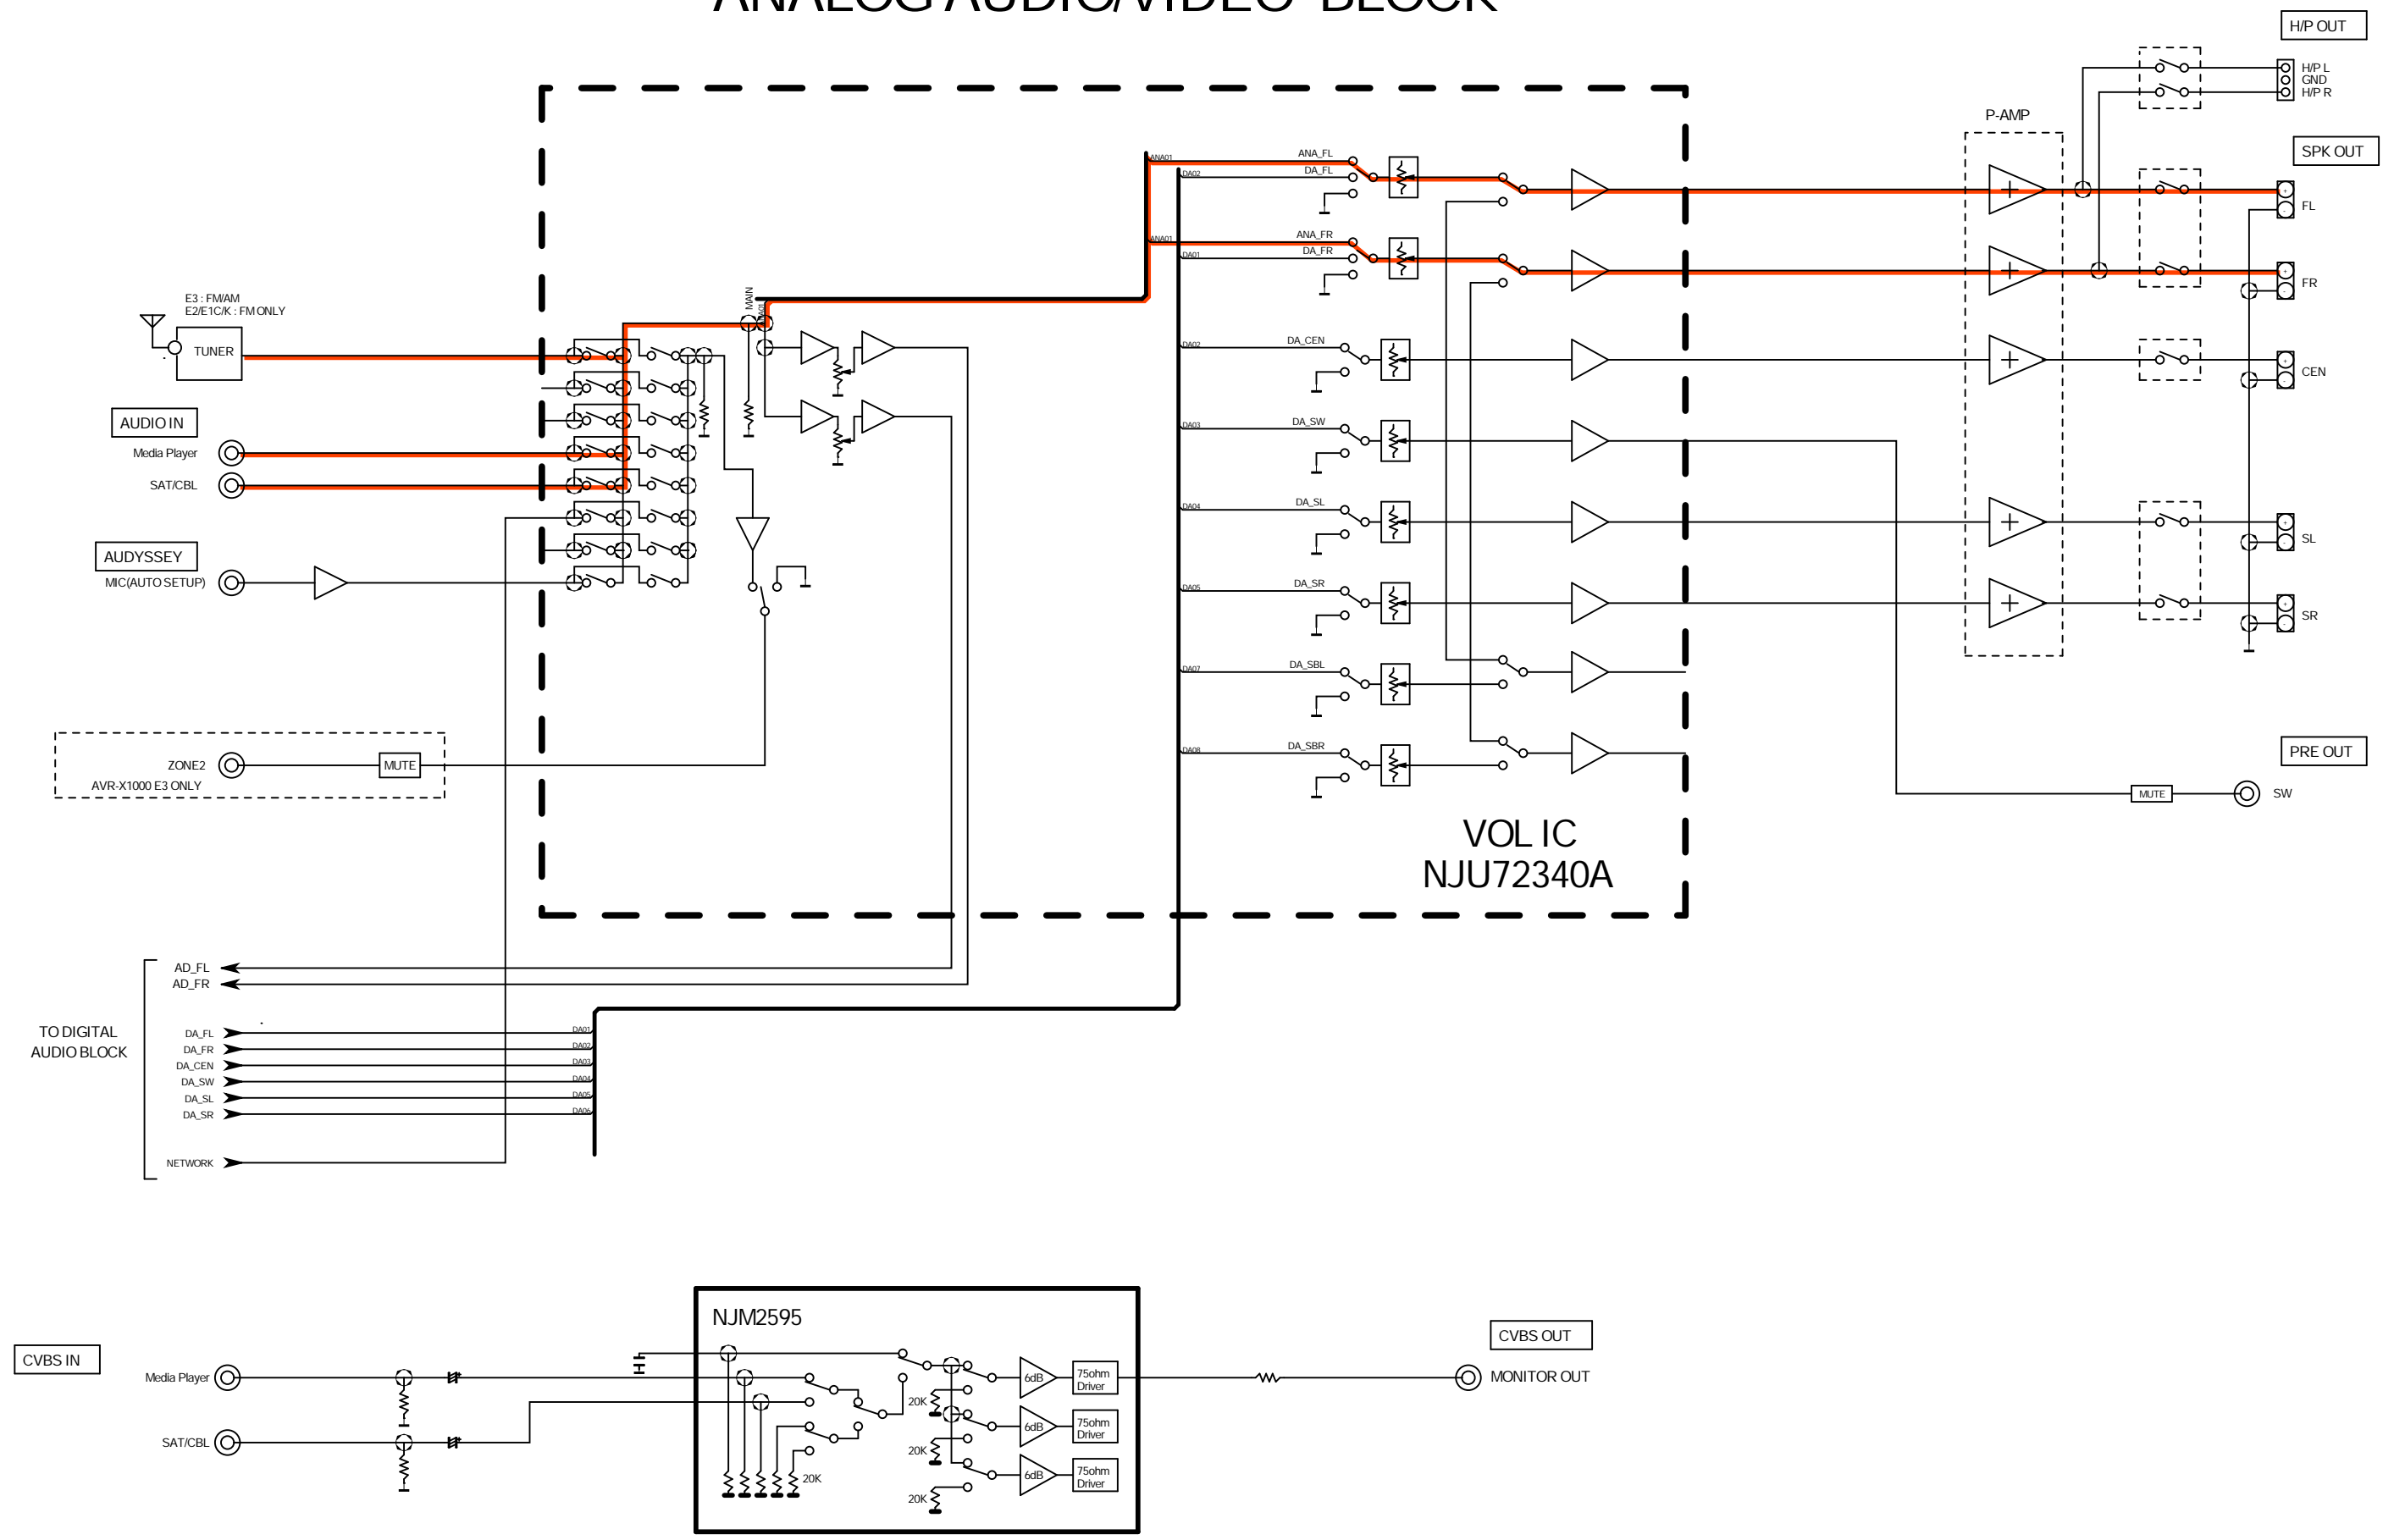 ANALOG AUDIO/VIDEO BLOCK
H/P OUT
H/P L
GND
H/P R
P-AMP
SPK OUT
FL
FR
CEN
SL
SR
PRE OUT
MUTE
SW
E3 : FM/AM
E2/E1C/K : FM ONLY
TUNER
AUDIO IN
Media Player
SAT/CBL
AUDYSSEY
MIC(AUTO SETUP)
ZONE2
MUTE
AVR-X1000 E3 ONLY
MAIN
ANA01
ANA_FL
DA02
DA_FL
ANA01
ANA_FR
DA01
DA_FR
DA02
DA_CEN
DA03
DA_SW
DA04
DA_SL
DA05
DA_SR
DA07
DA_SBL
DA08
DA_SBR
VOL IC
NJU72340A
TO DIGITAL
AUDIO BLOCK
AD_FL
AD_FR
DA_FL
DA01
DA_FR
DA02
DA_CEN
DA03
DA_SW
DA04
DA_SL
DA05
DA_SR
DA06
NETWORK
CVBS IN
Media Player
SAT/CBL
NJM2595
20K
20K
20K
20K
6dB
75ohm
Driver
6dB
75ohm
Driver
6dB
75ohm
Driver
CVBS OUT
MONITOR OUT